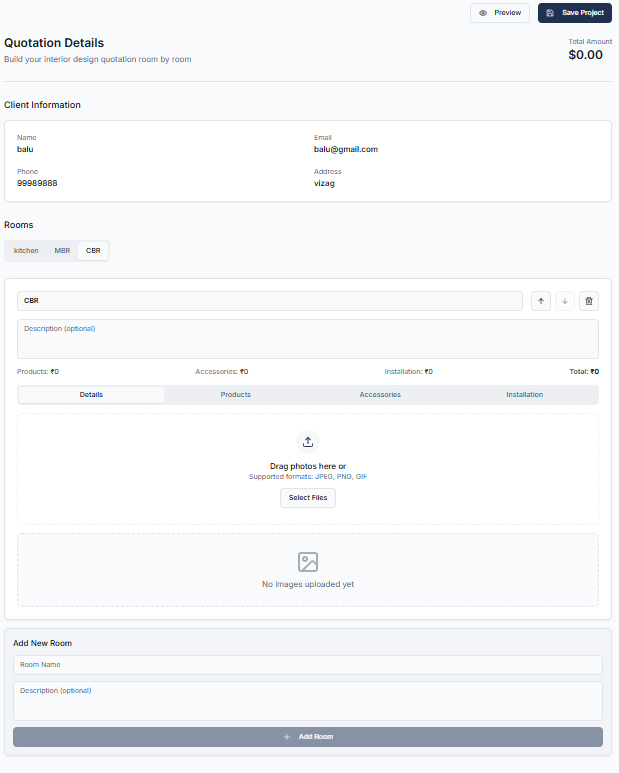 Preview
Save Project
Quotation Details
Total Amount
Build your interior design quotation room by room
$0.00
Client Information
Name
Email
balu
balu@gmail.com
Phone
Address
99989888
vizag
Rooms
kitchen MBR CBR
CBR
Description (optional)
Products: ₹0 Accessories: ₹0 Installation: ₹0 Total: ₹0
Details Products Accessories Installation
Drag photos here or
Supported formats: JPEG, PNG, GIF
Select Files
No images uploaded yet
Add New Room
Room Name
Description (optional)
+ Add Room